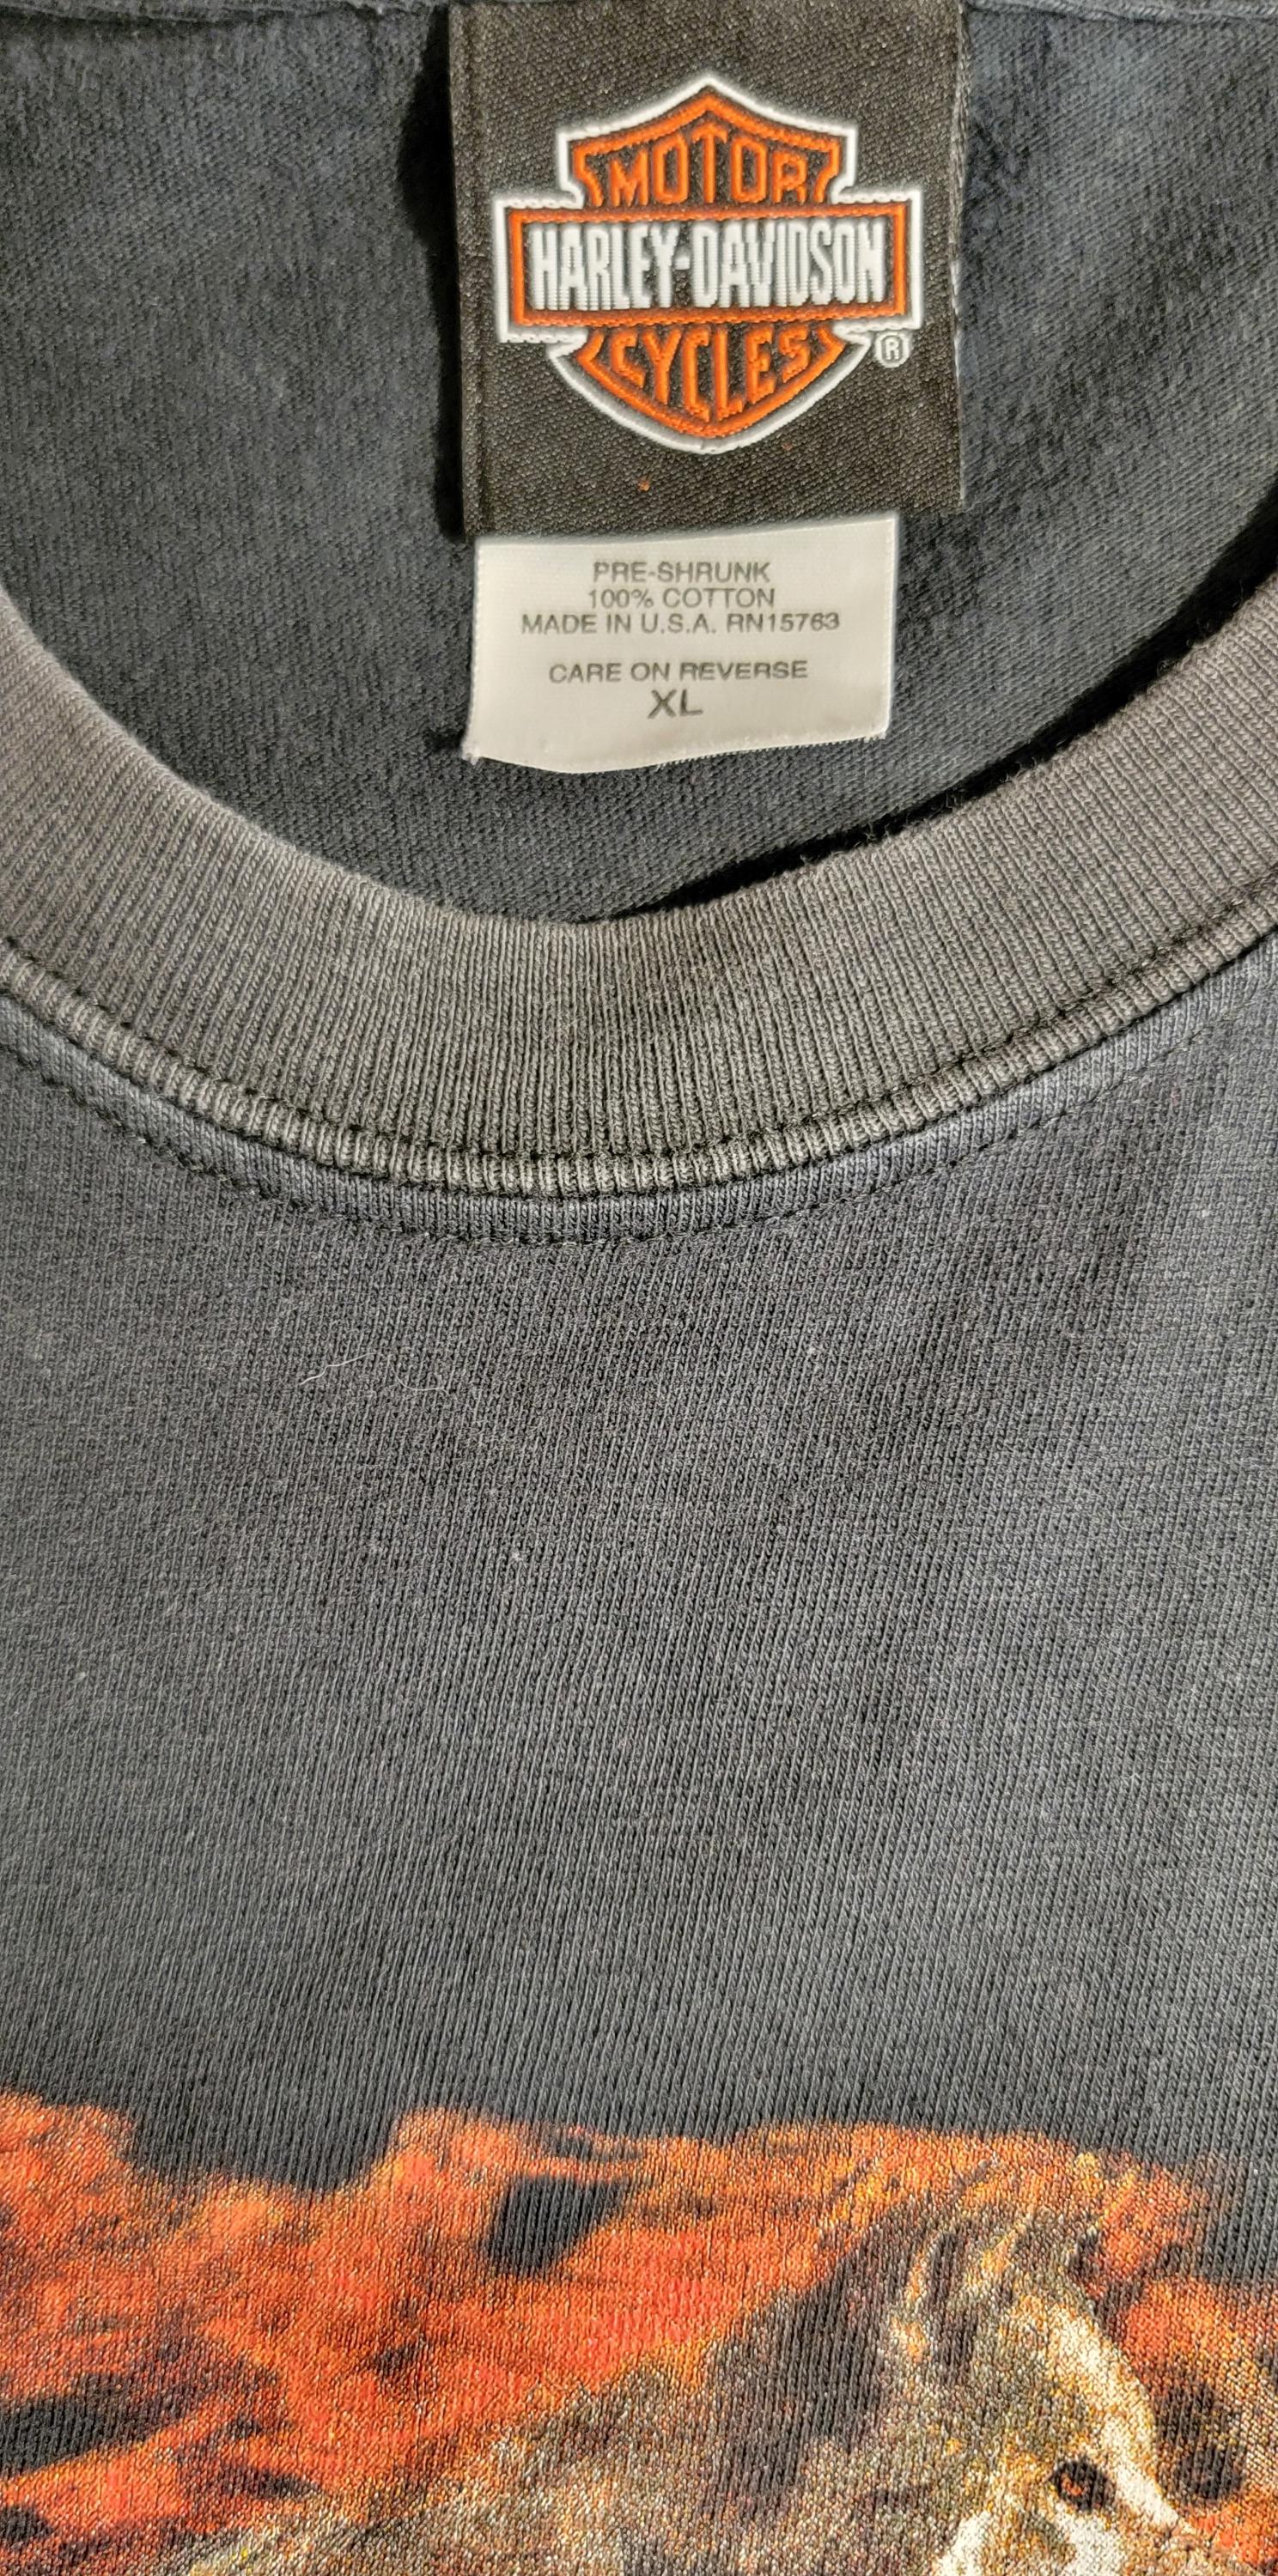 MOTOR
HARLEY-DAVIDSON
CYCLES ®
PRE-SHRUNK
100% COTTON
MADE IN U.S.A. RN15763
CARE ON REVERSE
XL